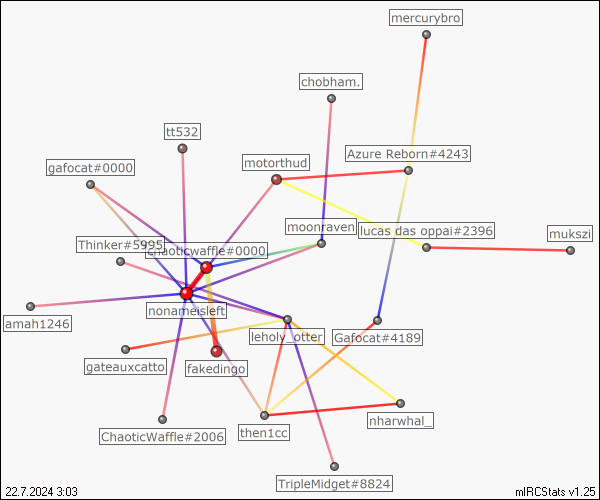 mercurybro
chobham.
tt532
motorthud
Azure Reborn#4243
gafocat#0000
moonraven
lucas das oppai#2396
mukszi
Thinker#5995
chaoticwaffle#0000
nonameisleft
amah1246
leholy_otter
Gafocat#4189
gateauxcatto
fakedingo
nharwhal_
ChaoticWaffle#2006
then1cc
TripleMidget#8824
22.7.2024 3:03
mIRCStats v1.25